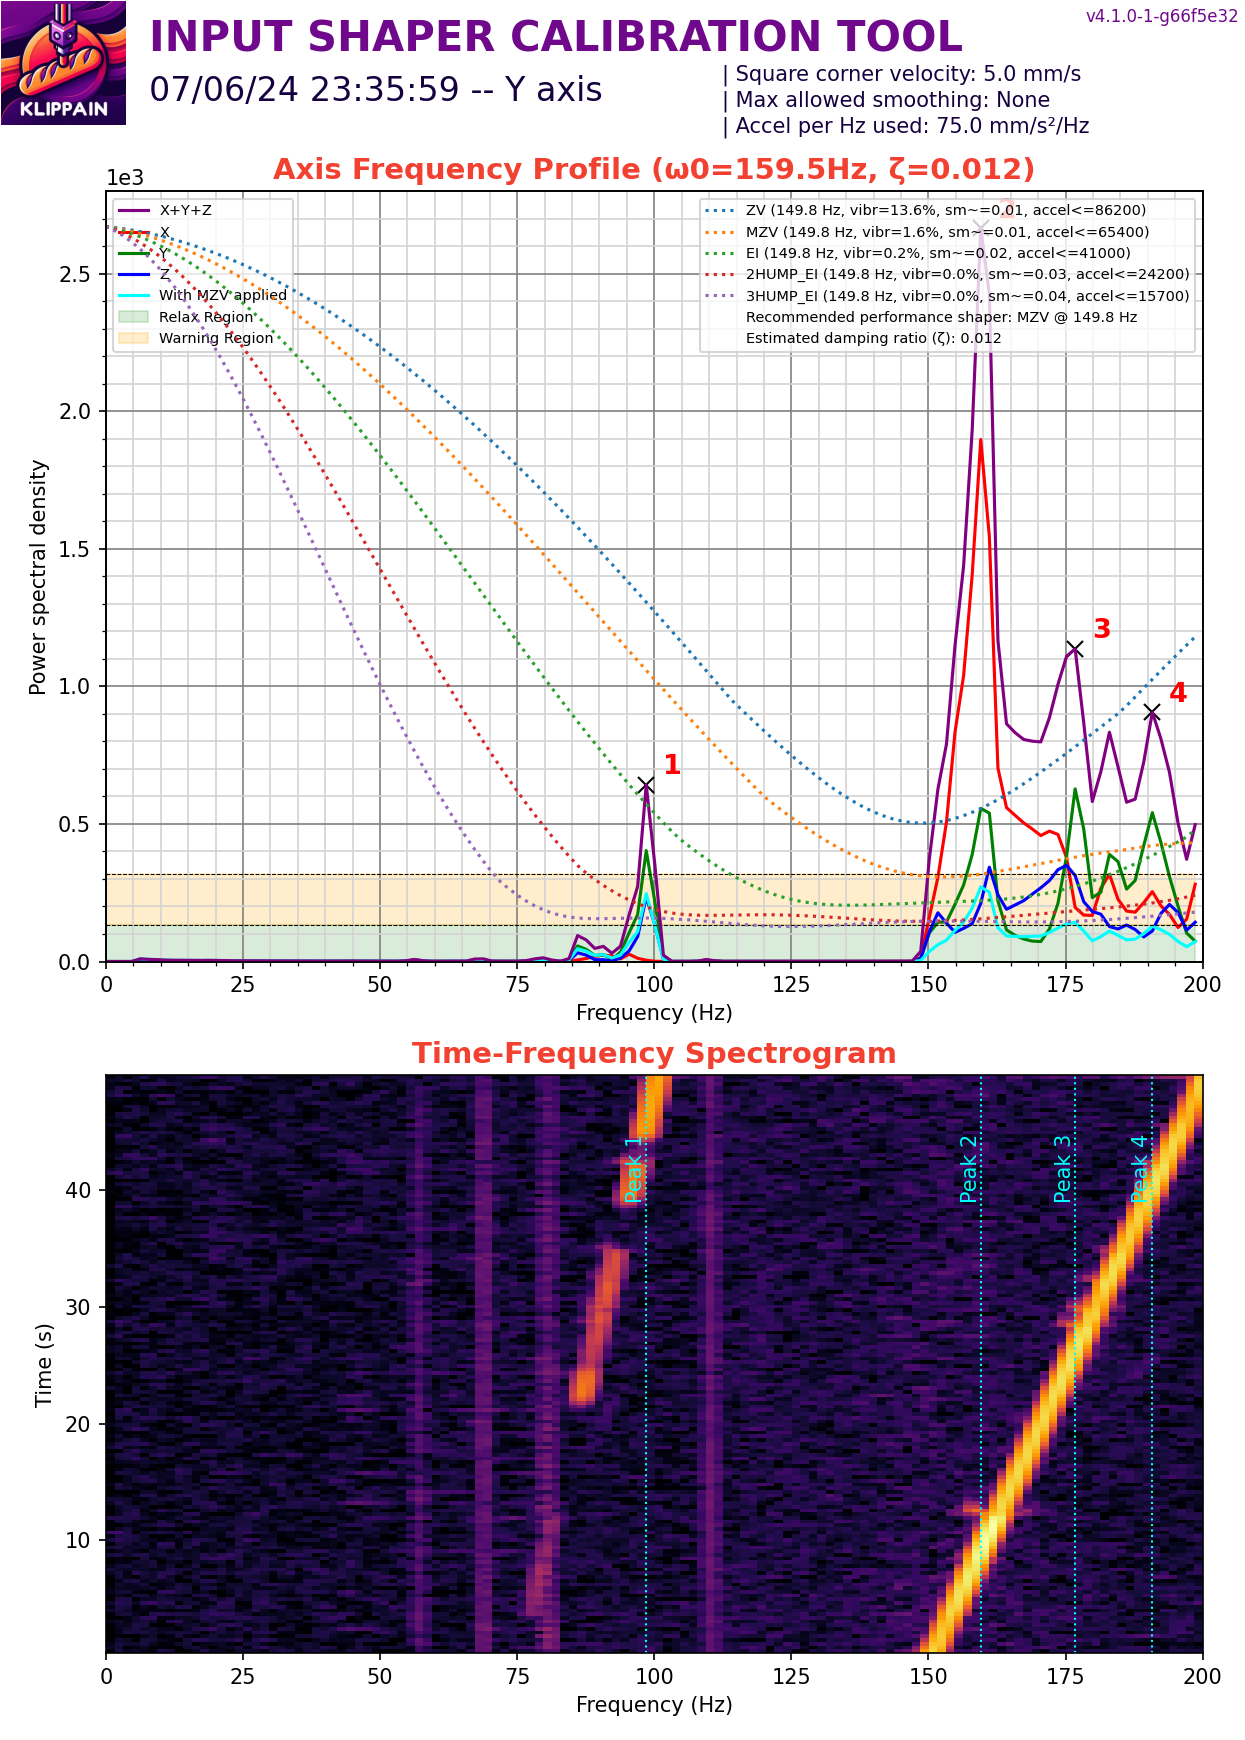 v4.1.0-1-g66f5e32
INPUT SHAPER CALIBRATION TOOL
07/06/24 23:35:59 -- Y axis
| Square corner velocity: 5.0 mm/s
| Max allowed smoothing: None
| Accel per Hz used: 75.0 mm/s²/Hz
KLIPPAIN
Axis Frequency Profile (ω0=159.5Hz, ζ=0.012)
1e3
X+Y+Z
X
Y
Z
With MZV applied
Relax Region
Warning Region
ZV (149.8 Hz, vibr=13.6%, sm~=0.01, accel<=86200)
MZV (149.8 Hz, vibr=1.6%, sm~=0.01, accel<=65400)
EI (149.8 Hz, vibr=0.2%, sm~=0.02, accel<=41000)
2HUMP_EI (149.8 Hz, vibr=0.0%, sm~=0.03, accel<=24200)
3HUMP_EI (149.8 Hz, vibr=0.0%, sm~=0.04, accel<=15700)
Recommended performance shaper: MZV @ 149.8 Hz
Estimated damping ratio (ζ): 0.012
2
3
4
1
2.5
2.0
1.5
1.0
0.5
0.0
Power spectral density
0 25 50 75 100 125 150 175 200
Frequency (Hz)
Time-Frequency Spectrogram
Peak 1
Peak 2
Peak 3
Peak 4
40
30
20
10
Time (s)
0 25 50 75 100 125 150 175 200
Frequency (Hz)